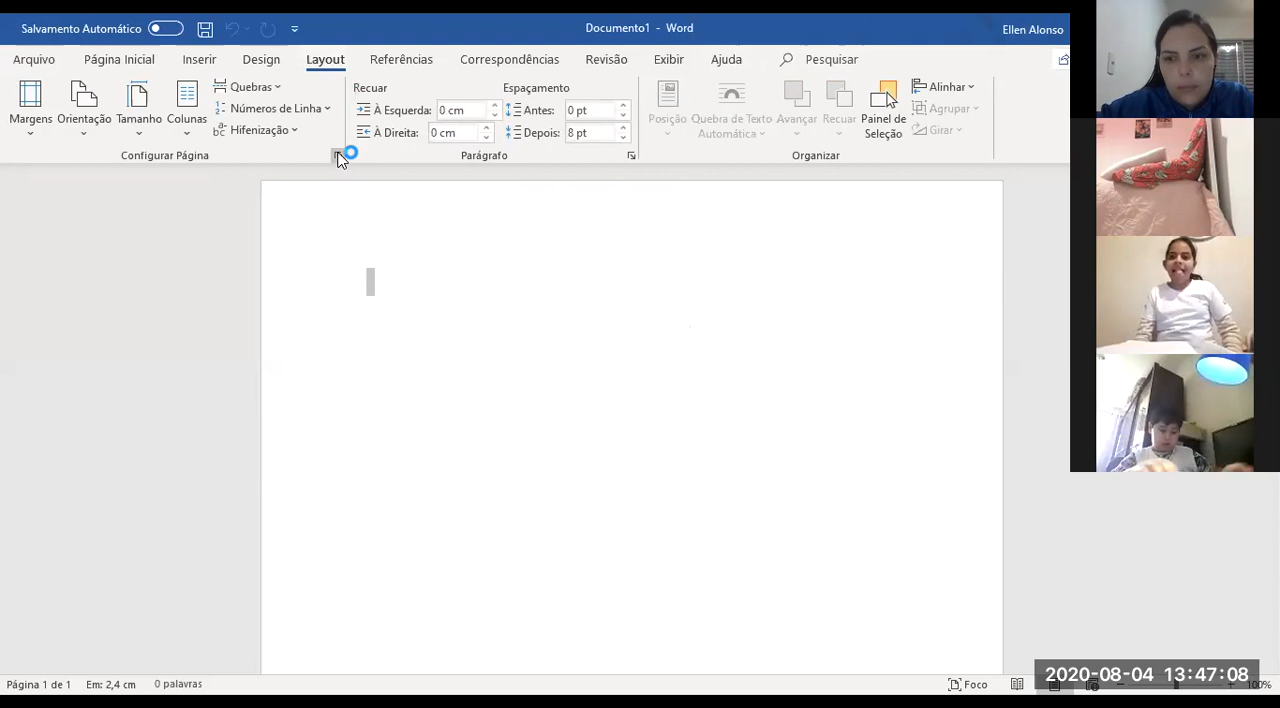 Salvamento Automático
Documento1 - Word
Ellen Alonso
Arquivo Página Inicial Inserir Design Layout Referências Correspondências Revisão Exibir Ajuda Pesquisar
Margens
Orientação
Tamanho
Colunas
Quebras
Números de Linha
Hifenização
Configurar Página
Recuar
À Esquerda: 0 cm
À Direita: 0 cm
Espaçamento
Antes: 0 pt
Depois: 8 pt
Parágrafo
Posição
Quebra de Texto
Automática
Avançar
Recuar
Painel de
Seleção
Alinhar
Agrupar
Girar
Organizar
Página 1 de 1 Em: 2,4 cm 0 palavras
Foco
100%
2020-08-04 13:47:08